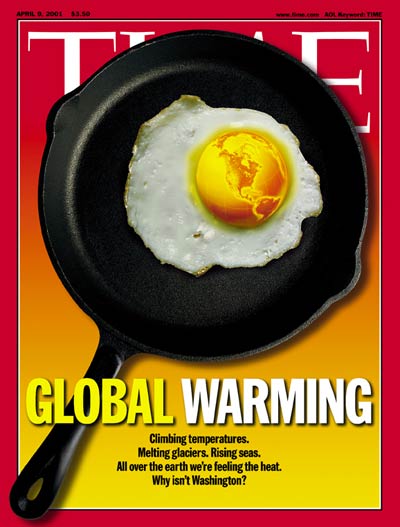 APRIL 9, 2001 $3.50 www.time.com AOL Keyword: TIME
TIME
GLOBAL WARMING
Climbing temperatures.
Melting glaciers. Rising seas.
All over the earth we're feeling the heat.
Why isn't Washington?